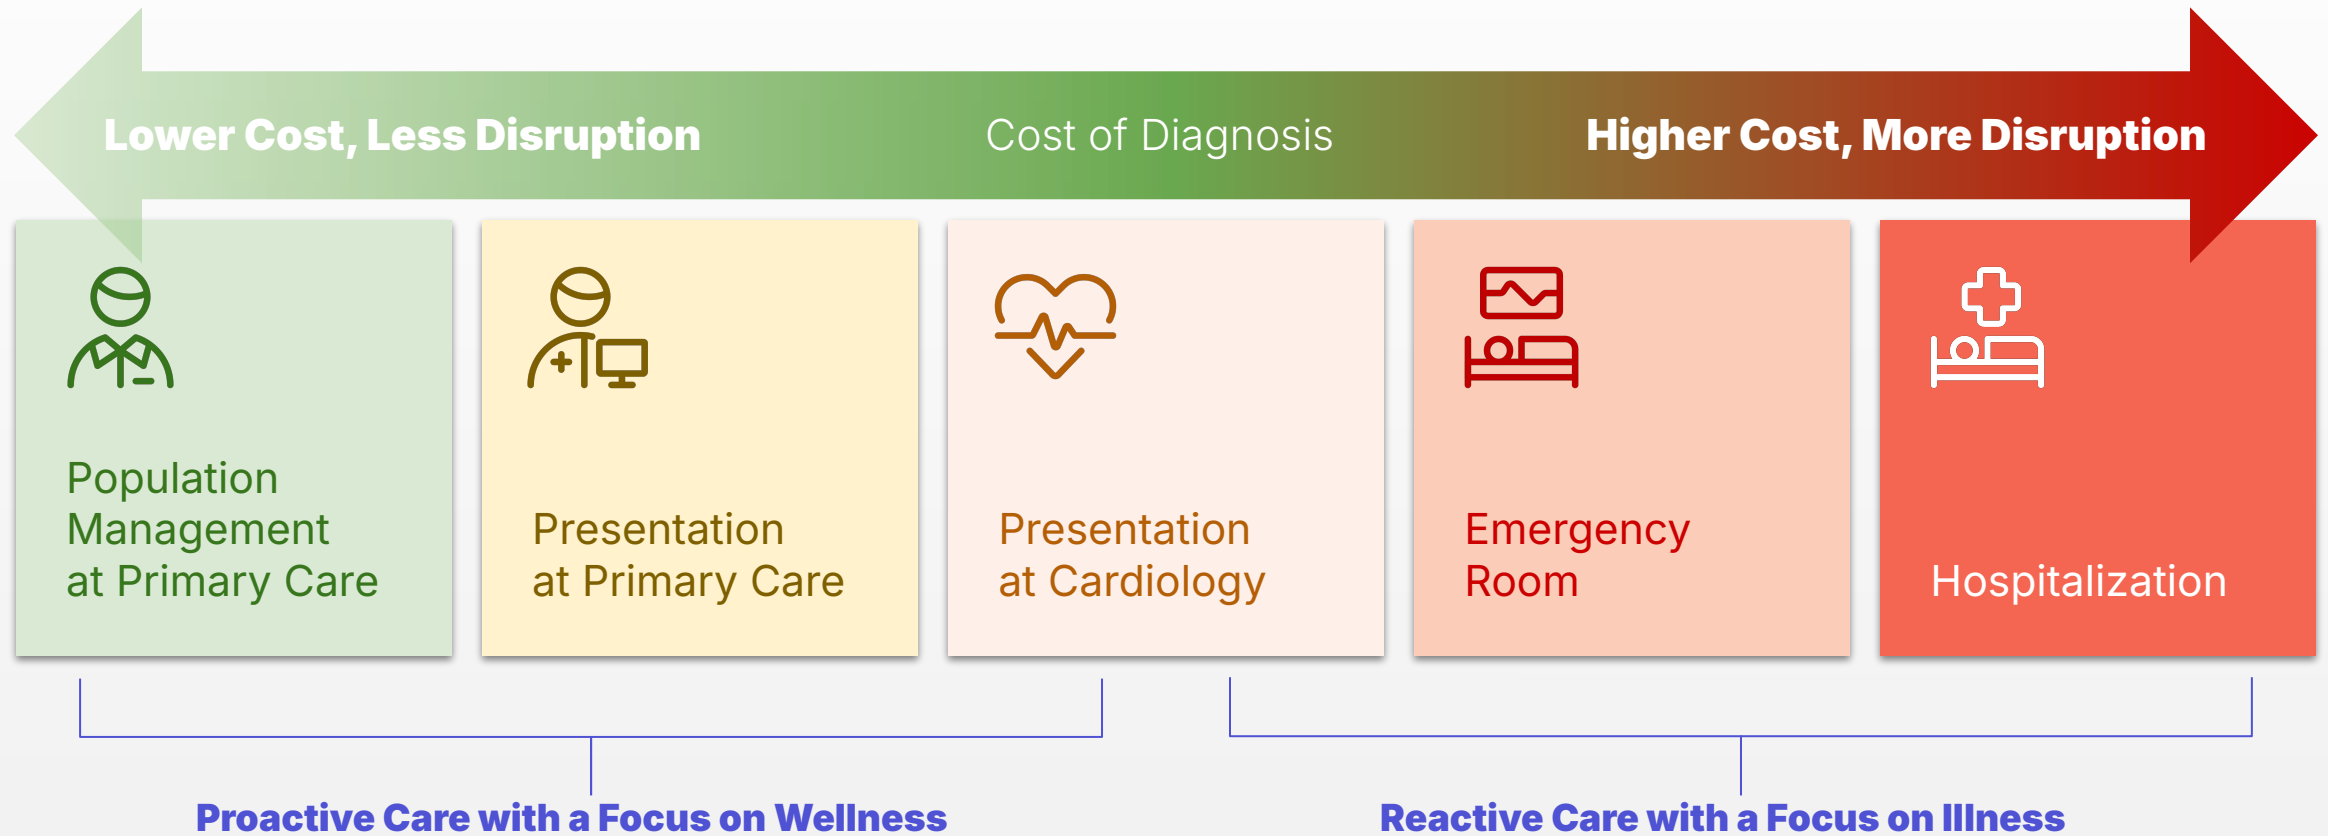 Lower Cost, Less Disruption
Cost of Diagnosis
Higher Cost, More Disruption
Population
Management
at Primary Care
Presentation
at Primary Care
Presentation
at Cardiology
Emergency
Room
Hospitalization
Proactive Care with a Focus on Wellness
Reactive Care with a Focus on Illness